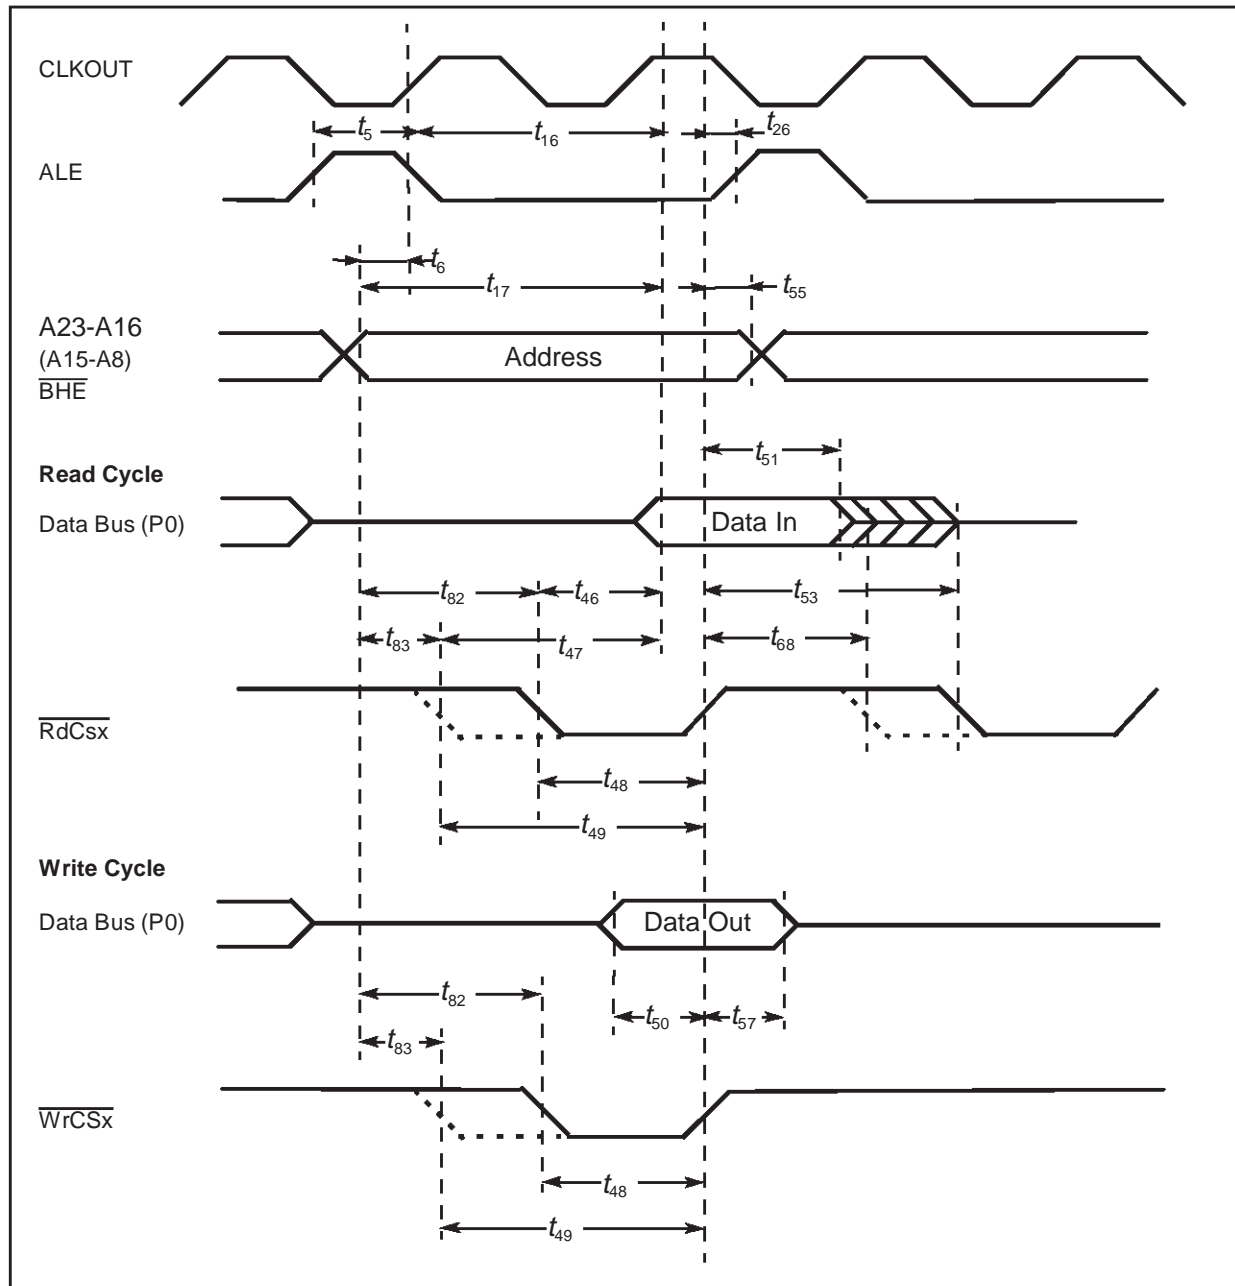 CLKOUT
t5 t16 t26
ALE
t6
t17 t55
A23-A16
(A15-A8)
BHE
Address
t51
Read Cycle
Data Bus (P0) Data In
t82 t46 t53
t83 t47 t68
RdCsx
t48
t49
Write Cycle
Data Bus (P0) Data Out
t82
t50 t57
t83
WrCSx
t48
t49